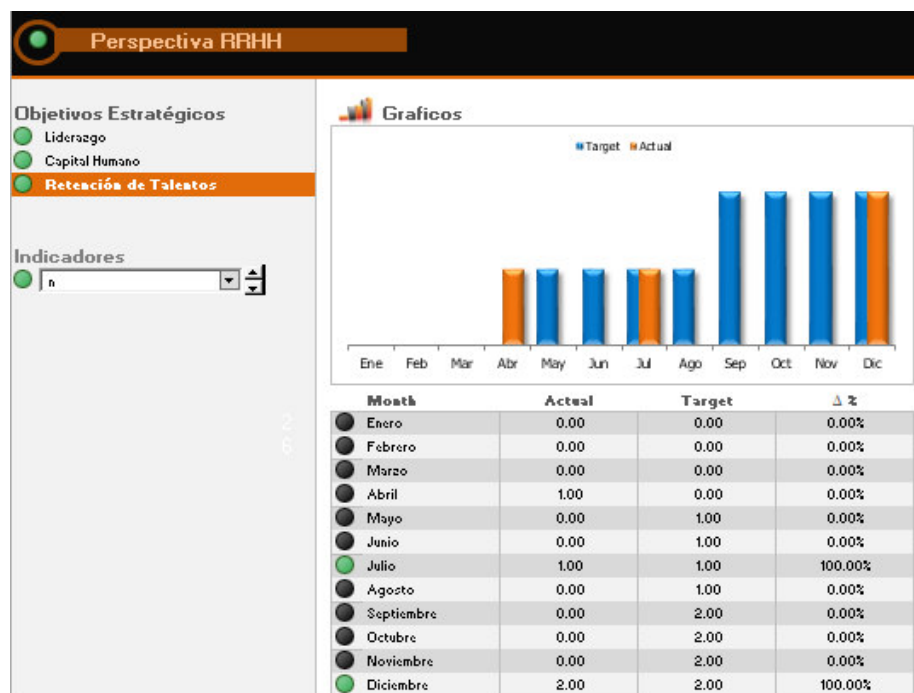 Perspectiva RRHH
Objetivos Estratégicos
Liderazgo
Capital Humano
Retención de Talentos
Indicadores
n
Graficos
Target Actual
Ene Feb Mar Abr May Jun Jul Ago Sep Oct Nov Dic
Month Actual Target Δ %
Enero 0.00 0.00 0.00%
Febrero 0.00 0.00 0.00%
Marzo 0.00 0.00 0.00%
Abril 1.00 0.00 0.00%
Mayo 0.00 1.00 0.00%
Junio 0.00 1.00 0.00%
Julio 1.00 1.00 100.00%
Agosto 0.00 1.00 0.00%
Septiembre 0.00 2.00 0.00%
Octubre 0.00 2.00 0.00%
Noviembre 0.00 2.00 0.00%
Diciembre 2.00 2.00 100.00%
2
6